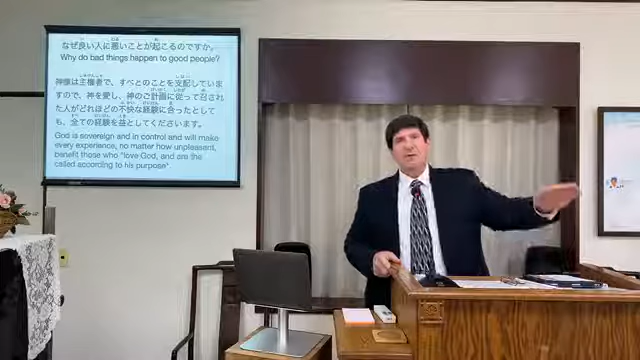 なぜ良い人に悪いことが起こるのですか。
Why do bad things happen to good people?
神様は主権者で、すべとのことを支配していま
すので、神を愛し、神のご計画に従って召され
た人がどれほどの不快な経験に合ったとして
も、全ての経験を益としてくださいます。
God is sovereign and in control and will make
every experience, no matter how unpleasant,
benefit those who "love God, and are the
called according to his purpose".